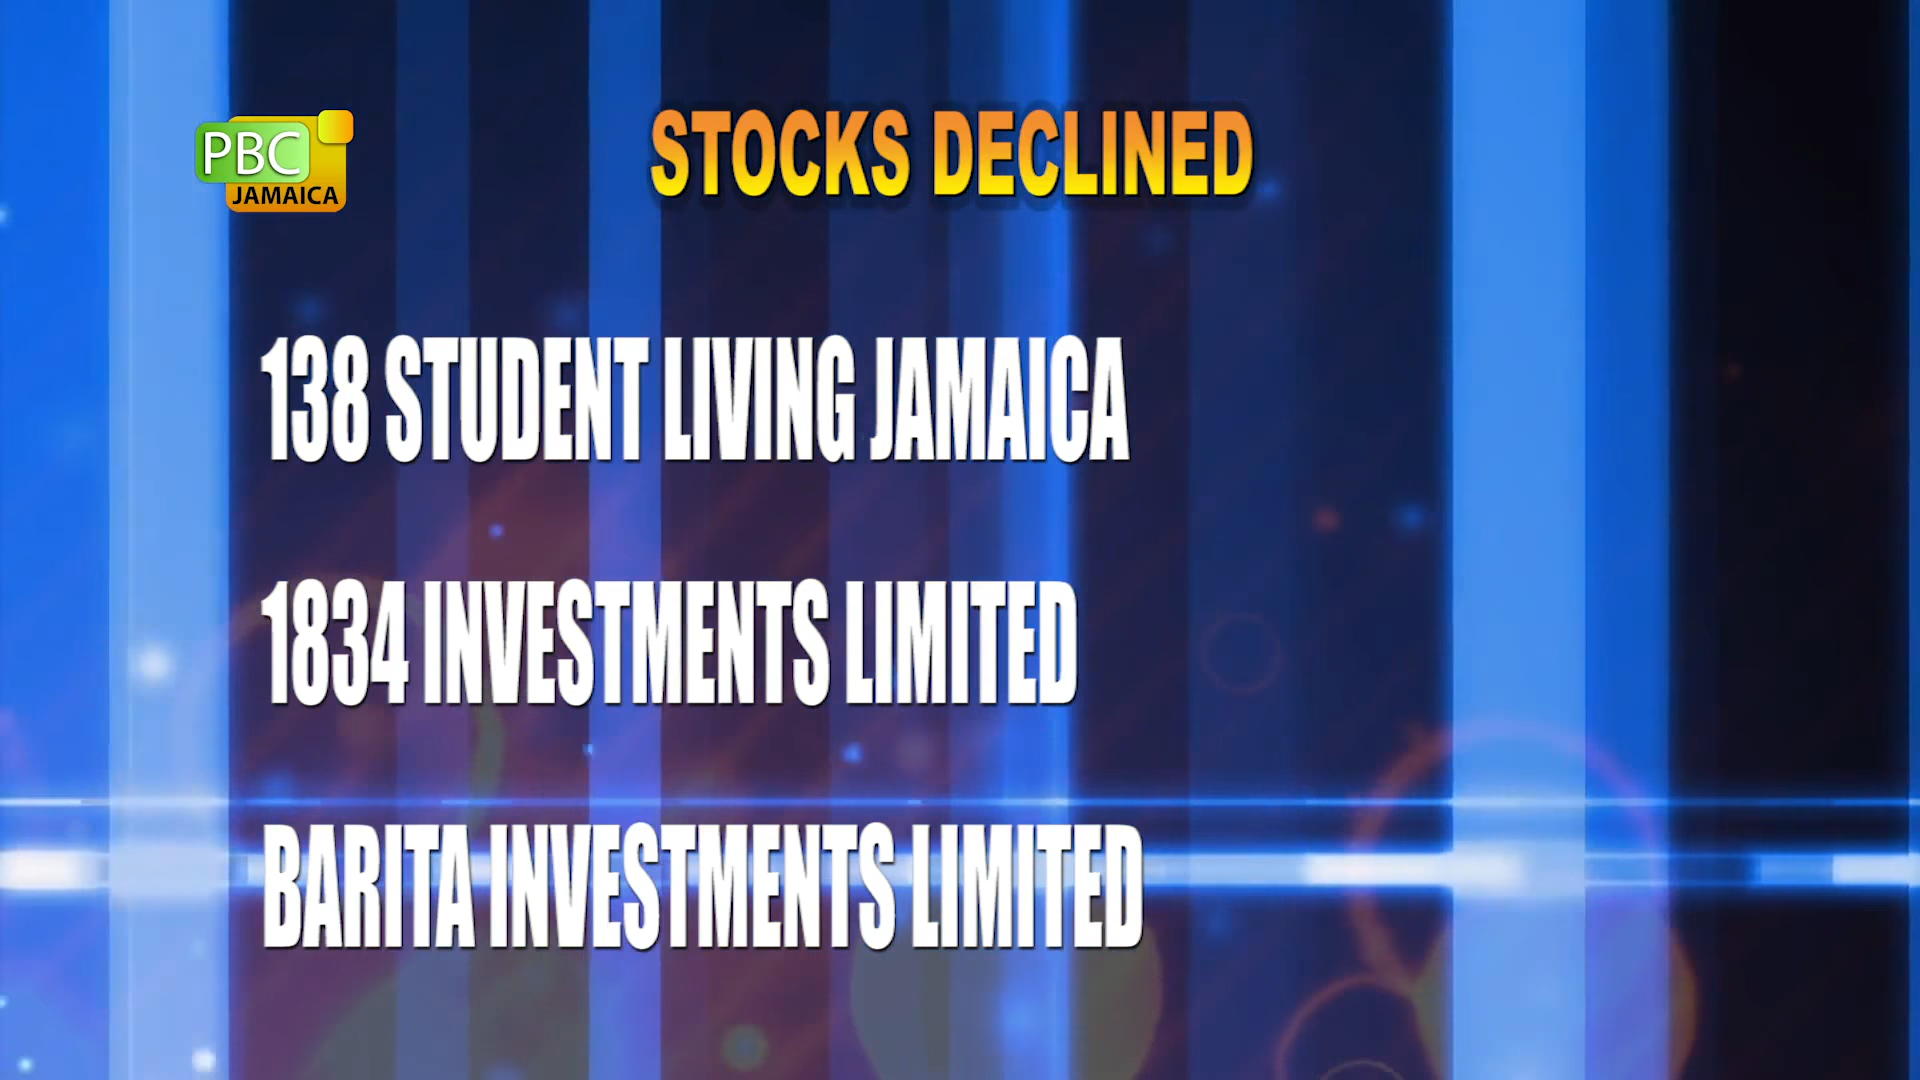 PBC
JAMAICA
STOCKS DECLINED
138 STUDENT LIVING JAMAICA
1834 INVESTMENTS LIMITED
BARITA INVESTMENTS LIMITED